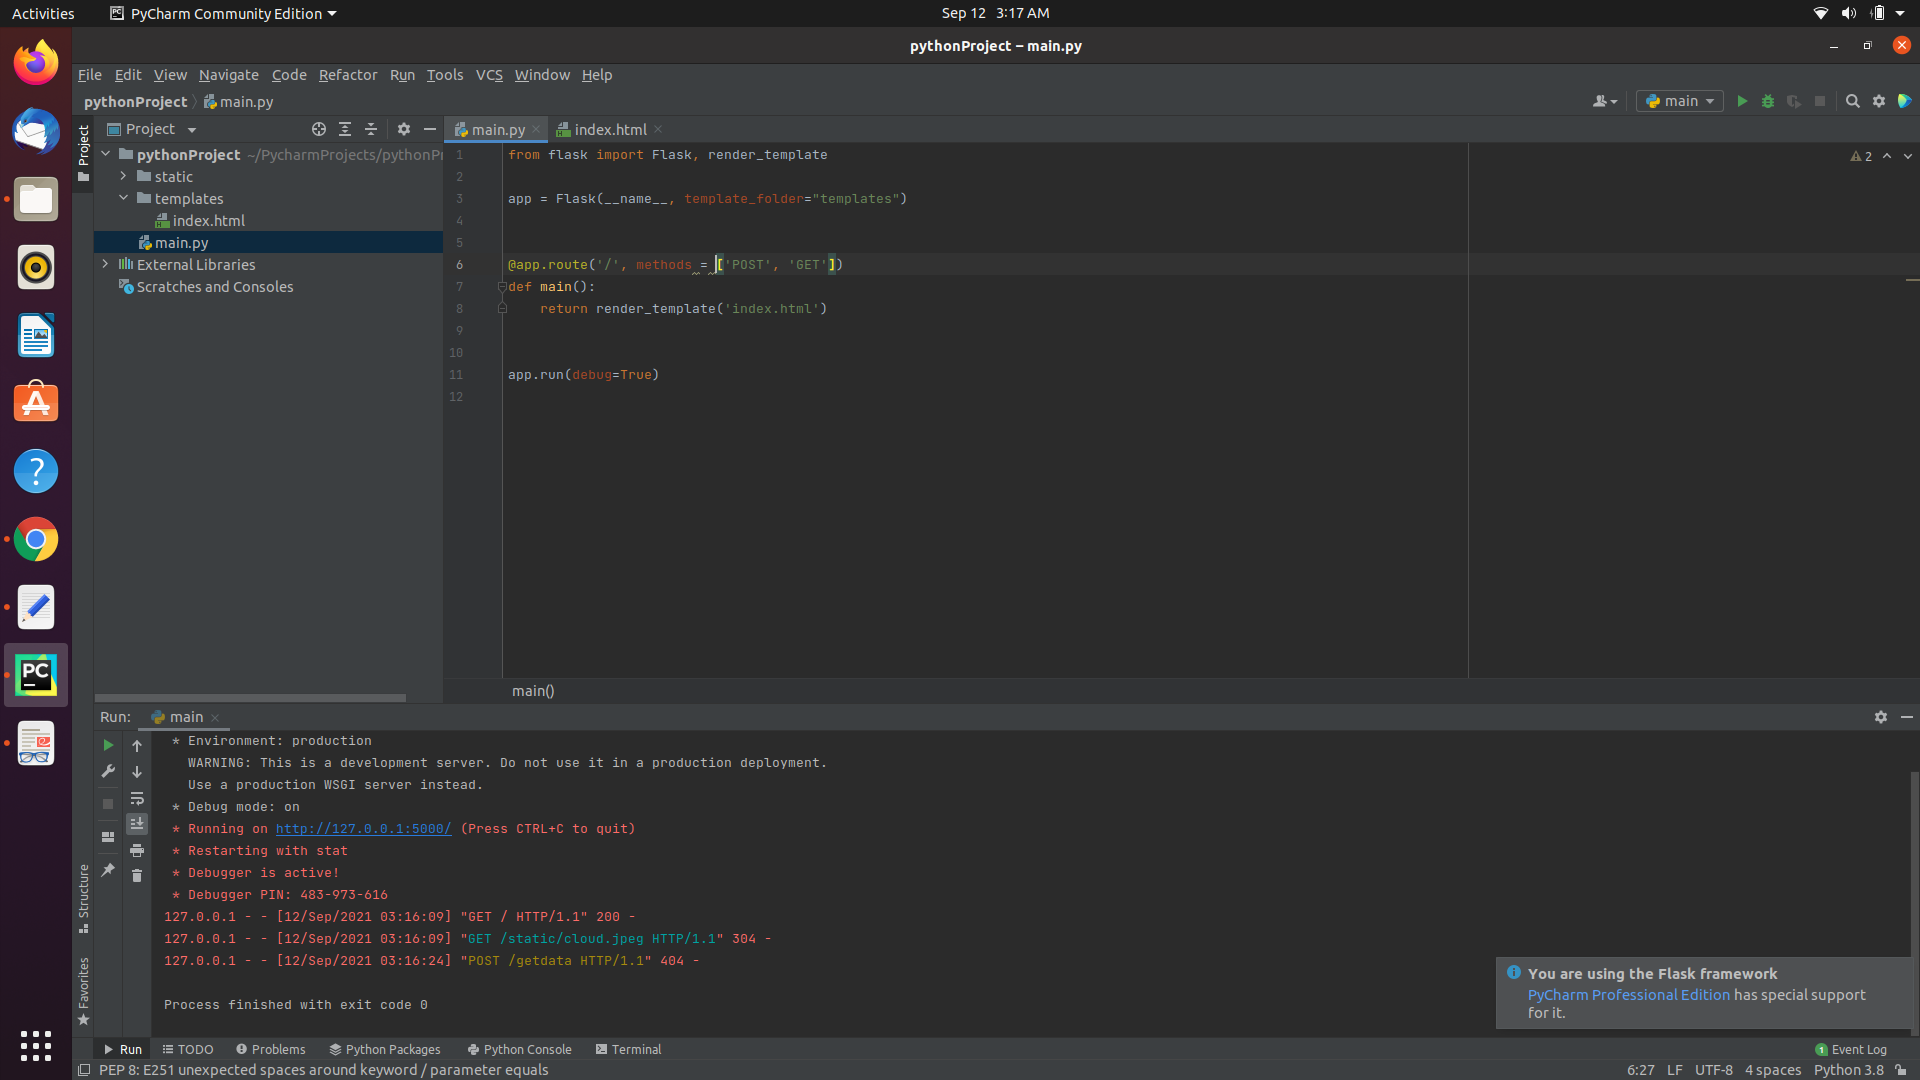 Activities
PyCharm Community Edition
Sep 12 3:17 AM
pythonProject – main.py
File Edit View Navigate Code Refactor Run Tools VCS Window Help
pythonProject main.py
main
Project
main.py
index.html
Project
pythonProject ~/PycharmProjects/pythonPr
static
templates
index.html
main.py
External Libraries
Scratches and Consoles
1 from flask import Flask, render_template
2
3 app = Flask(__name__, template_folder="templates")
4
5
6 @app.route('/', methods = ['POST', 'GET'])
7 def main():
8 return render_template('index.html')
9
10
11 app.run(debug=True)
12
2
main()
Run: main
* Environment: production
WARNING: This is a development server. Do not use it in a production deployment.
Use a production WSGI server instead.
* Debug mode: on
* Running on http://127.0.0.1:5000/ (Press CTRL+C to quit)
* Restarting with stat
* Debugger is active!
* Debugger PIN: 483-973-616
127.0.0.1 - - [12/Sep/2021 03:16:09] "GET / HTTP/1.1" 200 -
127.0.0.1 - - [12/Sep/2021 03:16:09] "GET /static/cloud.jpeg HTTP/1.1" 304 -
127.0.0.1 - - [12/Sep/2021 03:16:24] "POST /getdata HTTP/1.1" 404 -
Process finished with exit code 0
Structure
Favorites
You are using the Flask framework
PyCharm Professional Edition has special support
for it.
Run TODO Problems Python Packages Python Console Terminal
1 Event Log
PEP 8: E251 unexpected spaces around keyword / parameter equals
6:27 LF UTF-8 4 spaces Python 3.8
PC